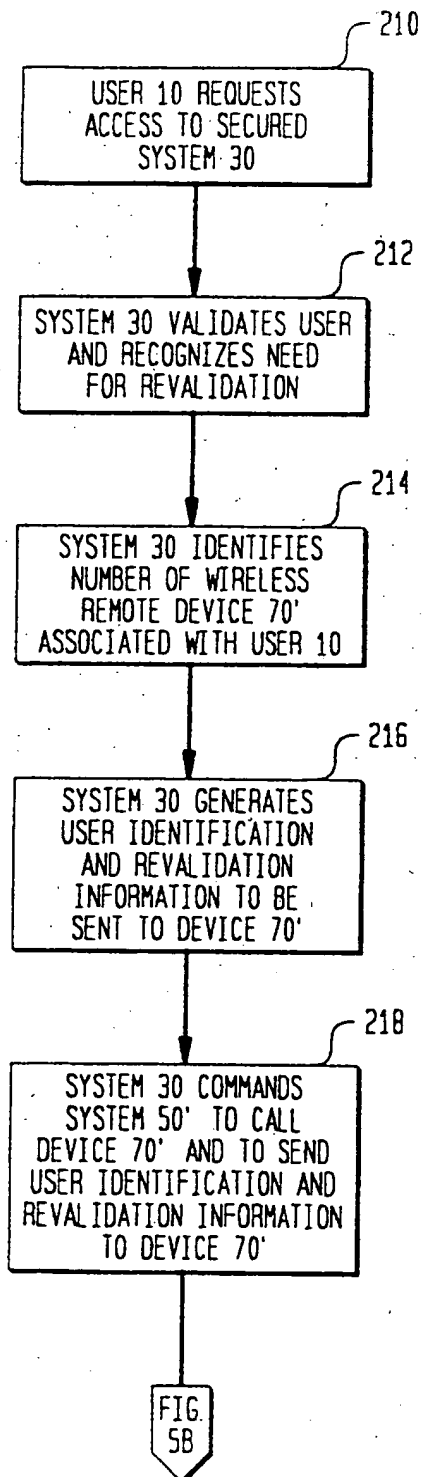 210
USER 10 REQUESTS
ACCESS TO SECURED
SYSTEM 30
212
SYSTEM 30 VALIDATES USER
AND RECOGNIZES NEED
FOR REVALIDATION
214
SYSTEM 30 IDENTIFIES
NUMBER OF WIRELESS
REMOTE DEVICE 70'
ASSOCIATED WITH USER 10
216
SYSTEM 30 GENERATES
USER IDENTIFICATION
AND REVALIDATION
INFORMATION TO BE
SENT TO DEVICE 70'
218
SYSTEM 30 COMMANDS
SYSTEM 50' TO CALL
DEVICE 70' AND TO SEND
USER IDENTIFICATION AND
REVALIDATION INFORMATION
TO DEVICE 70'
FIG.
5B